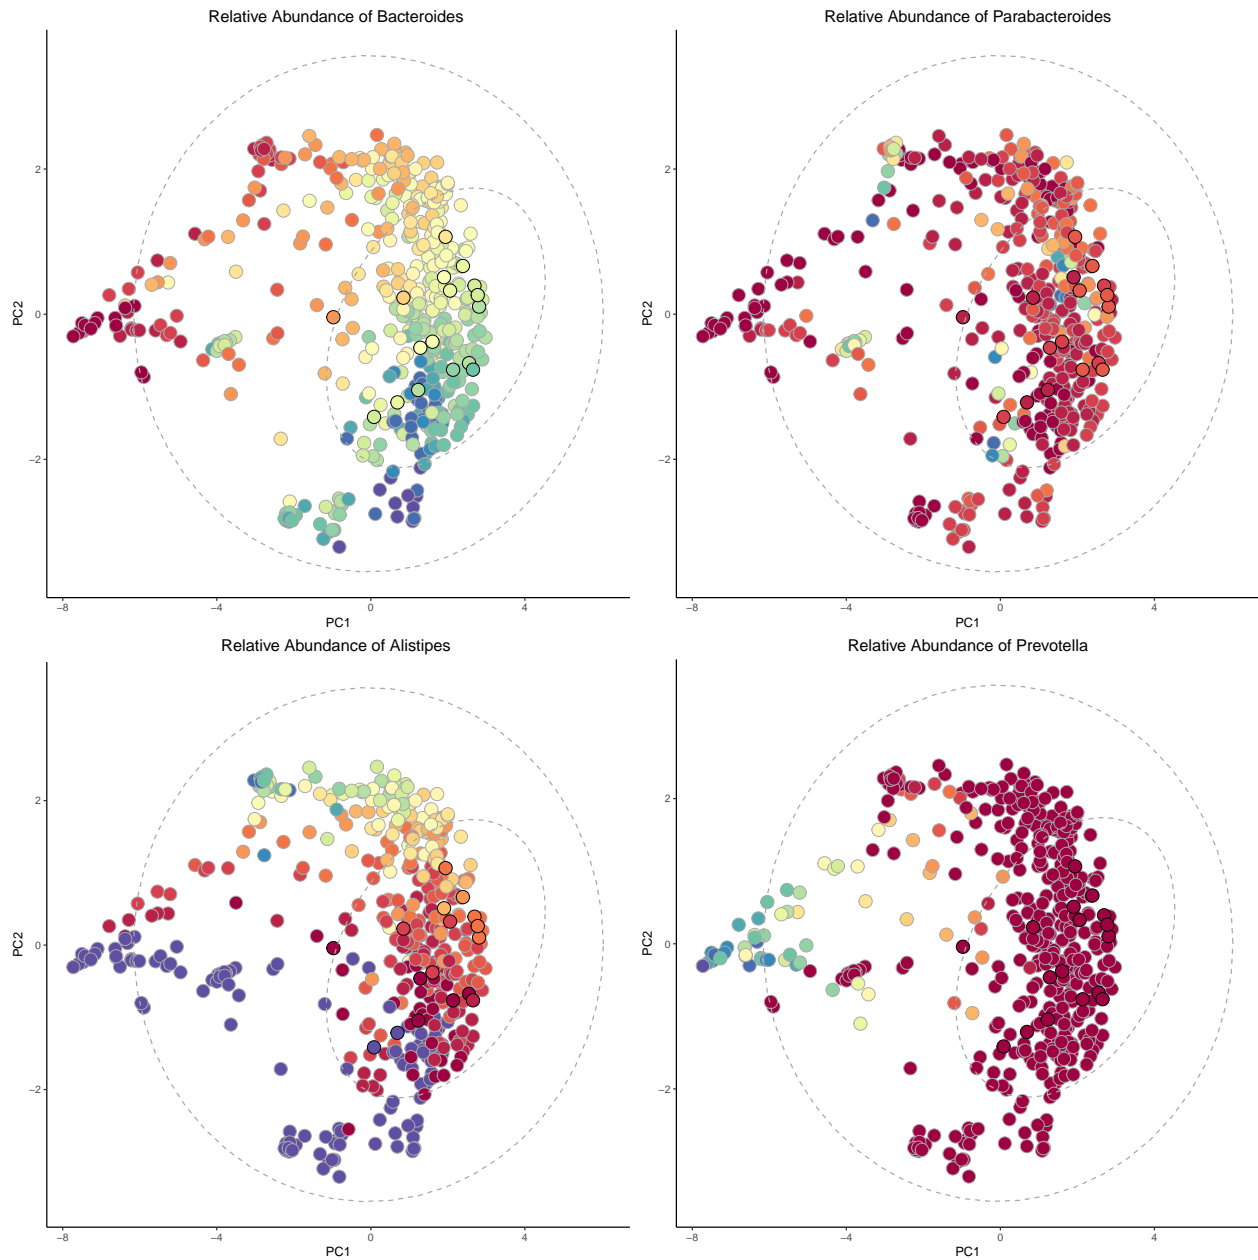 Relative Abundance of Bacteroides
2
0
−2
PC2
−8
−4
0
4
PC1
Relative Abundance of Parabacteroides
2
0
−2
PC2
−8
−4
0
4
PC1
Relative Abundance of Alistipes
2
0
−2
PC2
−8
−4
0
4
PC1
Relative Abundance of Prevotella
2
0
−2
PC2
−8
−4
0
4
PC1